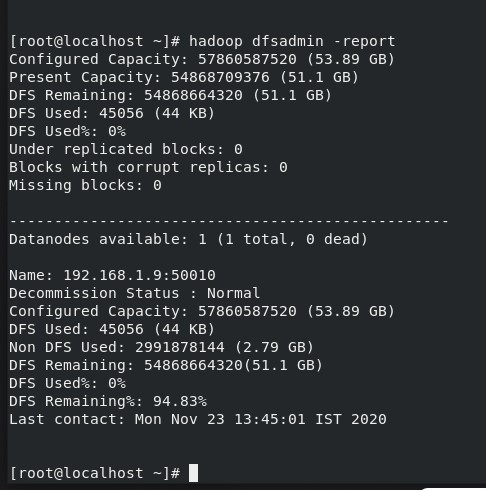 [root@localhost ~]# hadoop dfsadmin -report
Configured Capacity: 57860587520 (53.89 GB)
Present Capacity: 54868709376 (51.1 GB)
DFS Remaining: 54868664320 (51.1 GB)
DFS Used: 45056 (44 KB)
DFS Used%: 0%
Under replicated blocks: 0
Blocks with corrupt replicas: 0
Missing blocks: 0
-------------------------------------------------
Datanodes available: 1 (1 total, 0 dead)
Name: 192.168.1.9:50010
Decommission Status : Normal
Configured Capacity: 57860587520 (53.89 GB)
DFS Used: 45056 (44 KB)
Non DFS Used: 2991878144 (2.79 GB)
DFS Remaining: 54868664320(51.1 GB)
DFS Used%: 0%
DFS Remaining%: 94.83%
Last contact: Mon Nov 23 13:45:01 IST 2020
[root@localhost ~]#